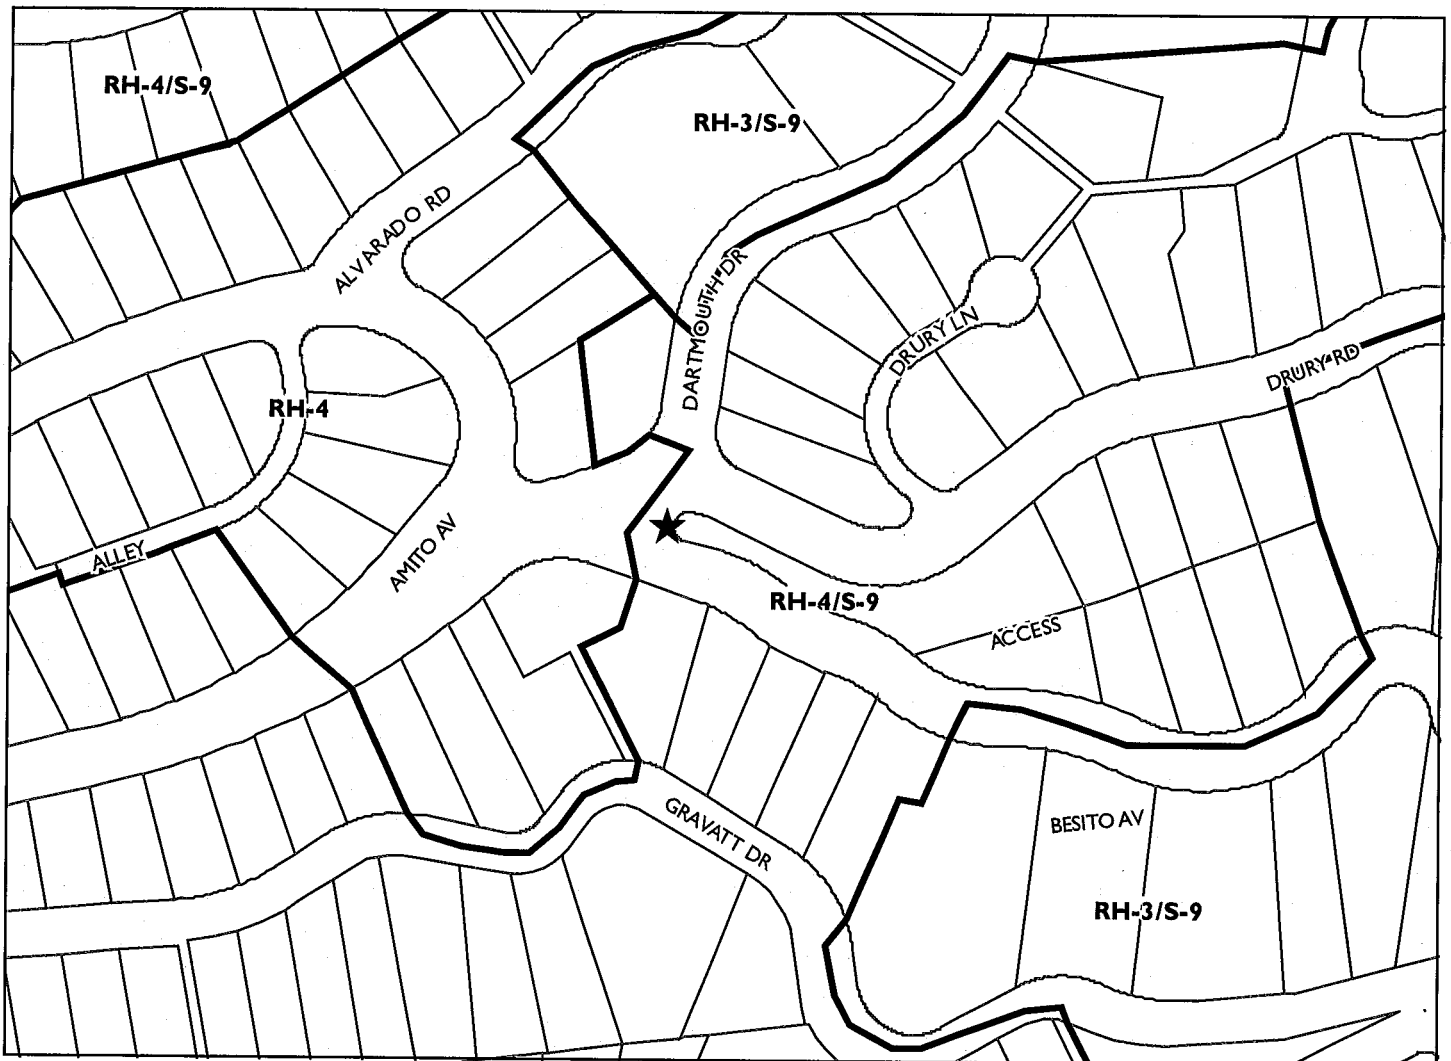 RH-4/S-9
RH-3/S-9
ALVARADO RD
DARTMOUTH DR
DRURY LN
DRURY RD
RH-4
ALLEY
AMITO AV
RH-4/S-9
ACCESS
GRAVATT DR
BESITO AV
RH-3/S-9